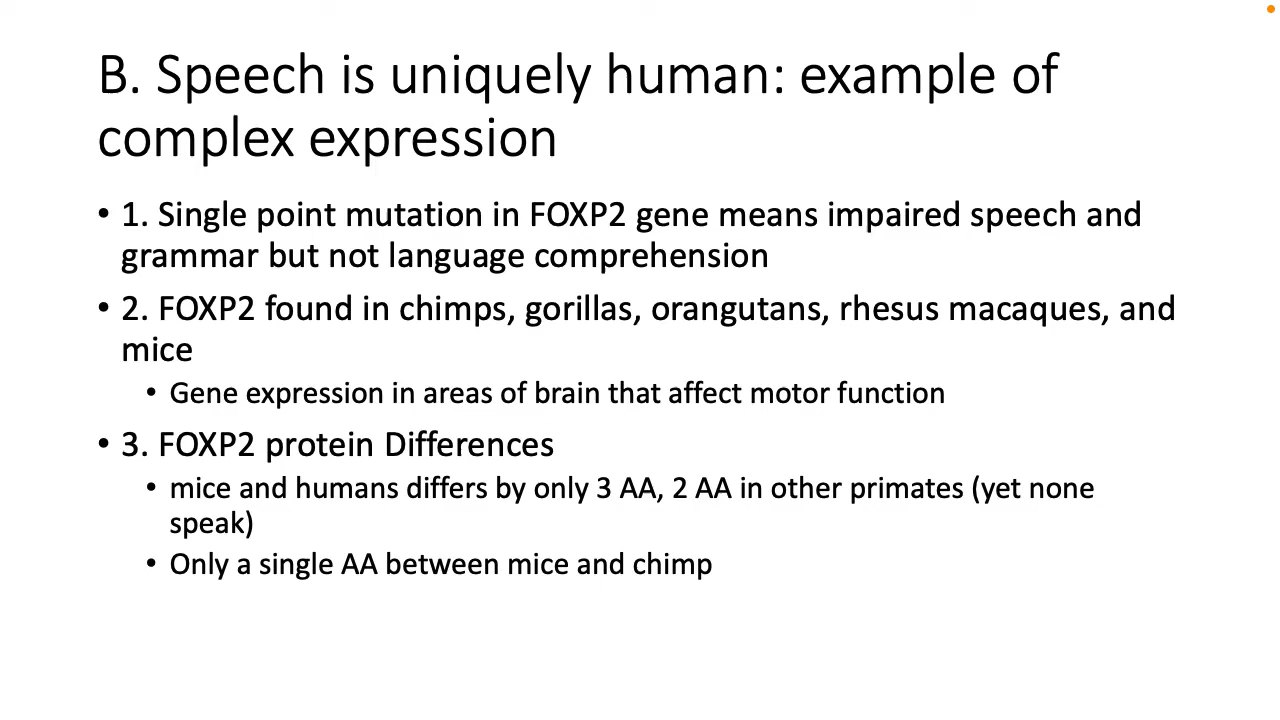 B. Speech is uniquely human: example of
complex expression
• 1. Single point mutation in FOXP2 gene means impaired speech and
grammar but not language comprehension
• 2. FOXP2 found in chimps, gorillas, orangutans, rhesus macaques, and
mice
• Gene expression in areas of brain that affect motor function
• 3. FOXP2 protein Differences
• mice and humans differs by only 3 AA, 2 AA in other primates (yet none
speak)
• Only a single AA between mice and chimp